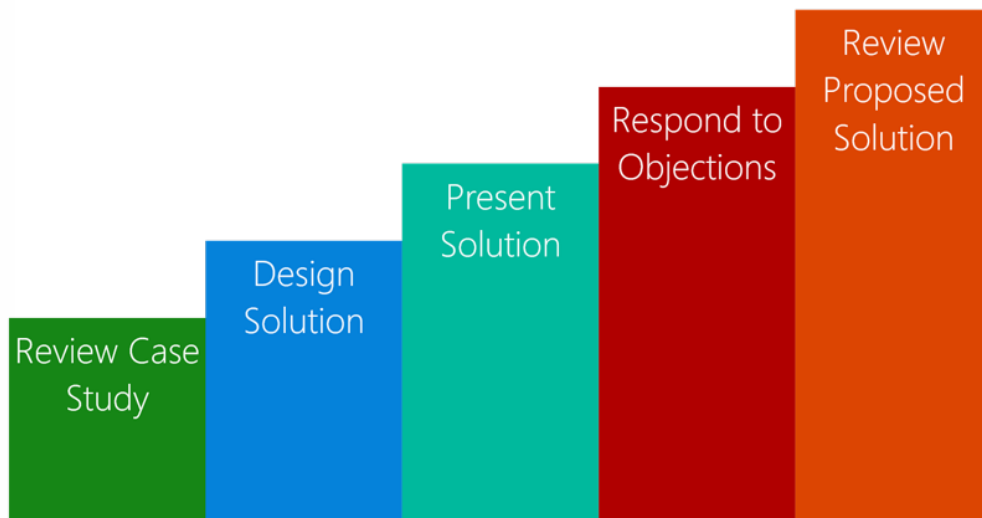 Review Case
Study
Design
Solution
Present
Solution
Respond to
Objections
Review
Proposed
Solution